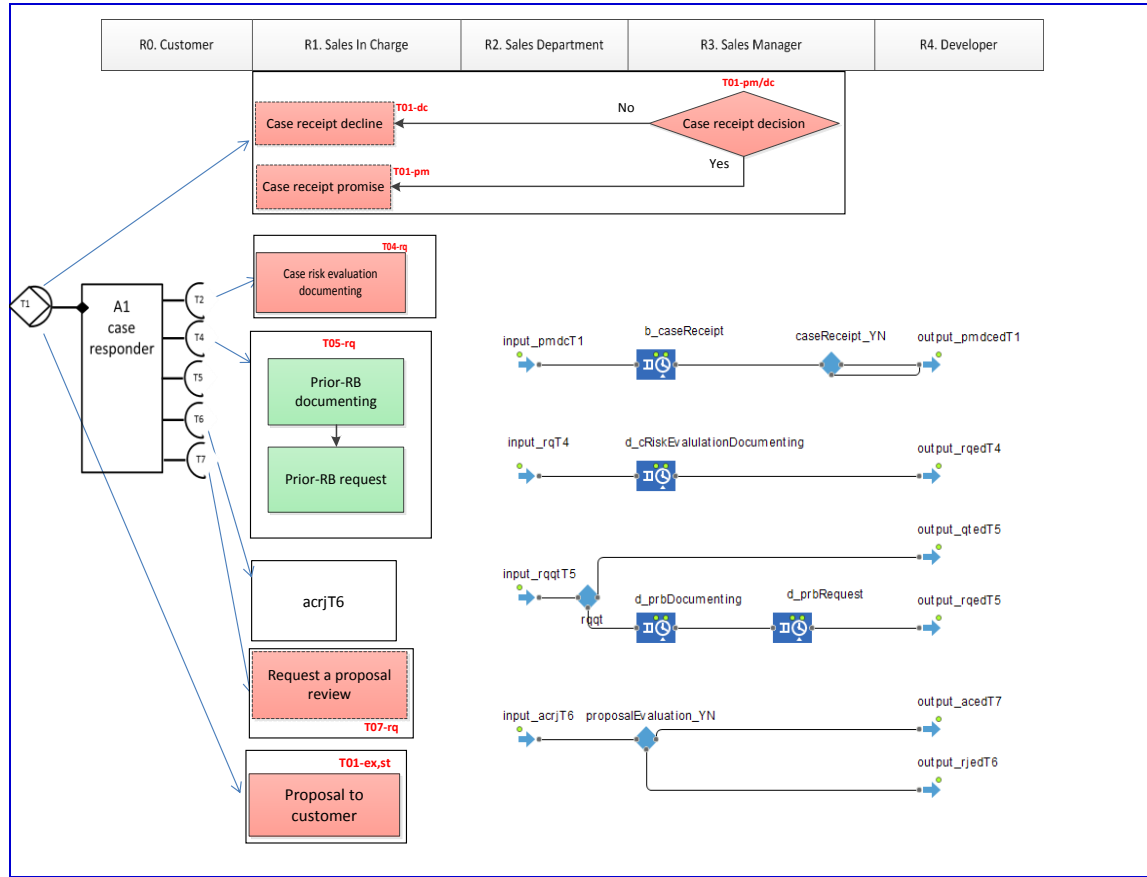 R0. Customer
R1. Sales In Charge
R2. Sales Department
R3. Sales Manager
R4. Developer
T01-pm/dc
T01-dc
No
Case receipt decline
Case receipt decision
Yes
T01-pm
Case receipt promise
T04-rq
Case risk evaluation
documenting
T1
A1
case
responder
T2
T4
T5
T6
T7
T05-rq
Prior-RB
documenting
Prior-RB request
acrjT6
Request a proposal
review
T07-rq
T01-ex,st
Proposal to
customer
input_pmdcT1
b_caseReceipt
caseReceipt_YN
output_pmdcedT1
input_rqT4
d_cRiskEvalulationDocumenting
output_rqedT4
output_qtedT5
input_rqqtT5
rqqt
d_prbDocumenting
d_prbRequest
output_rqedT5
input_acrjT6
proposalEvaluation_YN
output_acedT7
output_rjedT6